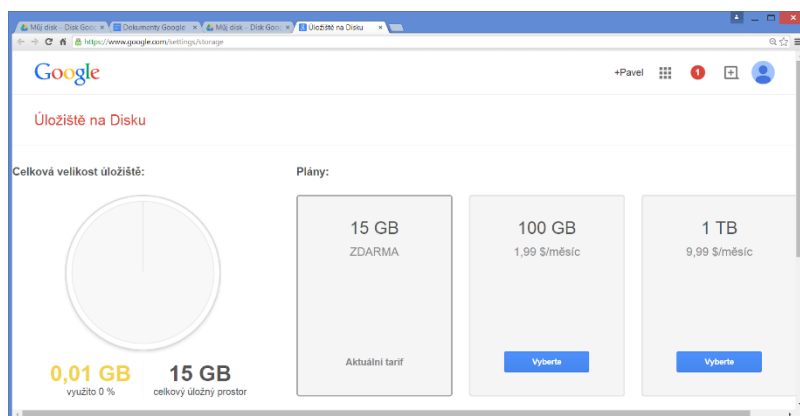 Můj disk – Disk Goog
Dokumenty Google
Můj disk – Disk Goog
Úložiště na Disku
https://www.google.com/settings/storage
Google
+Pavel
1
Úložiště na Disku
Celková velikost úložiště:
Plány:
15 GB
ZDARMA
Aktuální tarif
100 GB
1,99 $/měsíc
Vyberte
1 TB
9,99 $/měsíc
Vyberte
0,01 GB
využito 0 %
15 GB
celkový úložný prostor